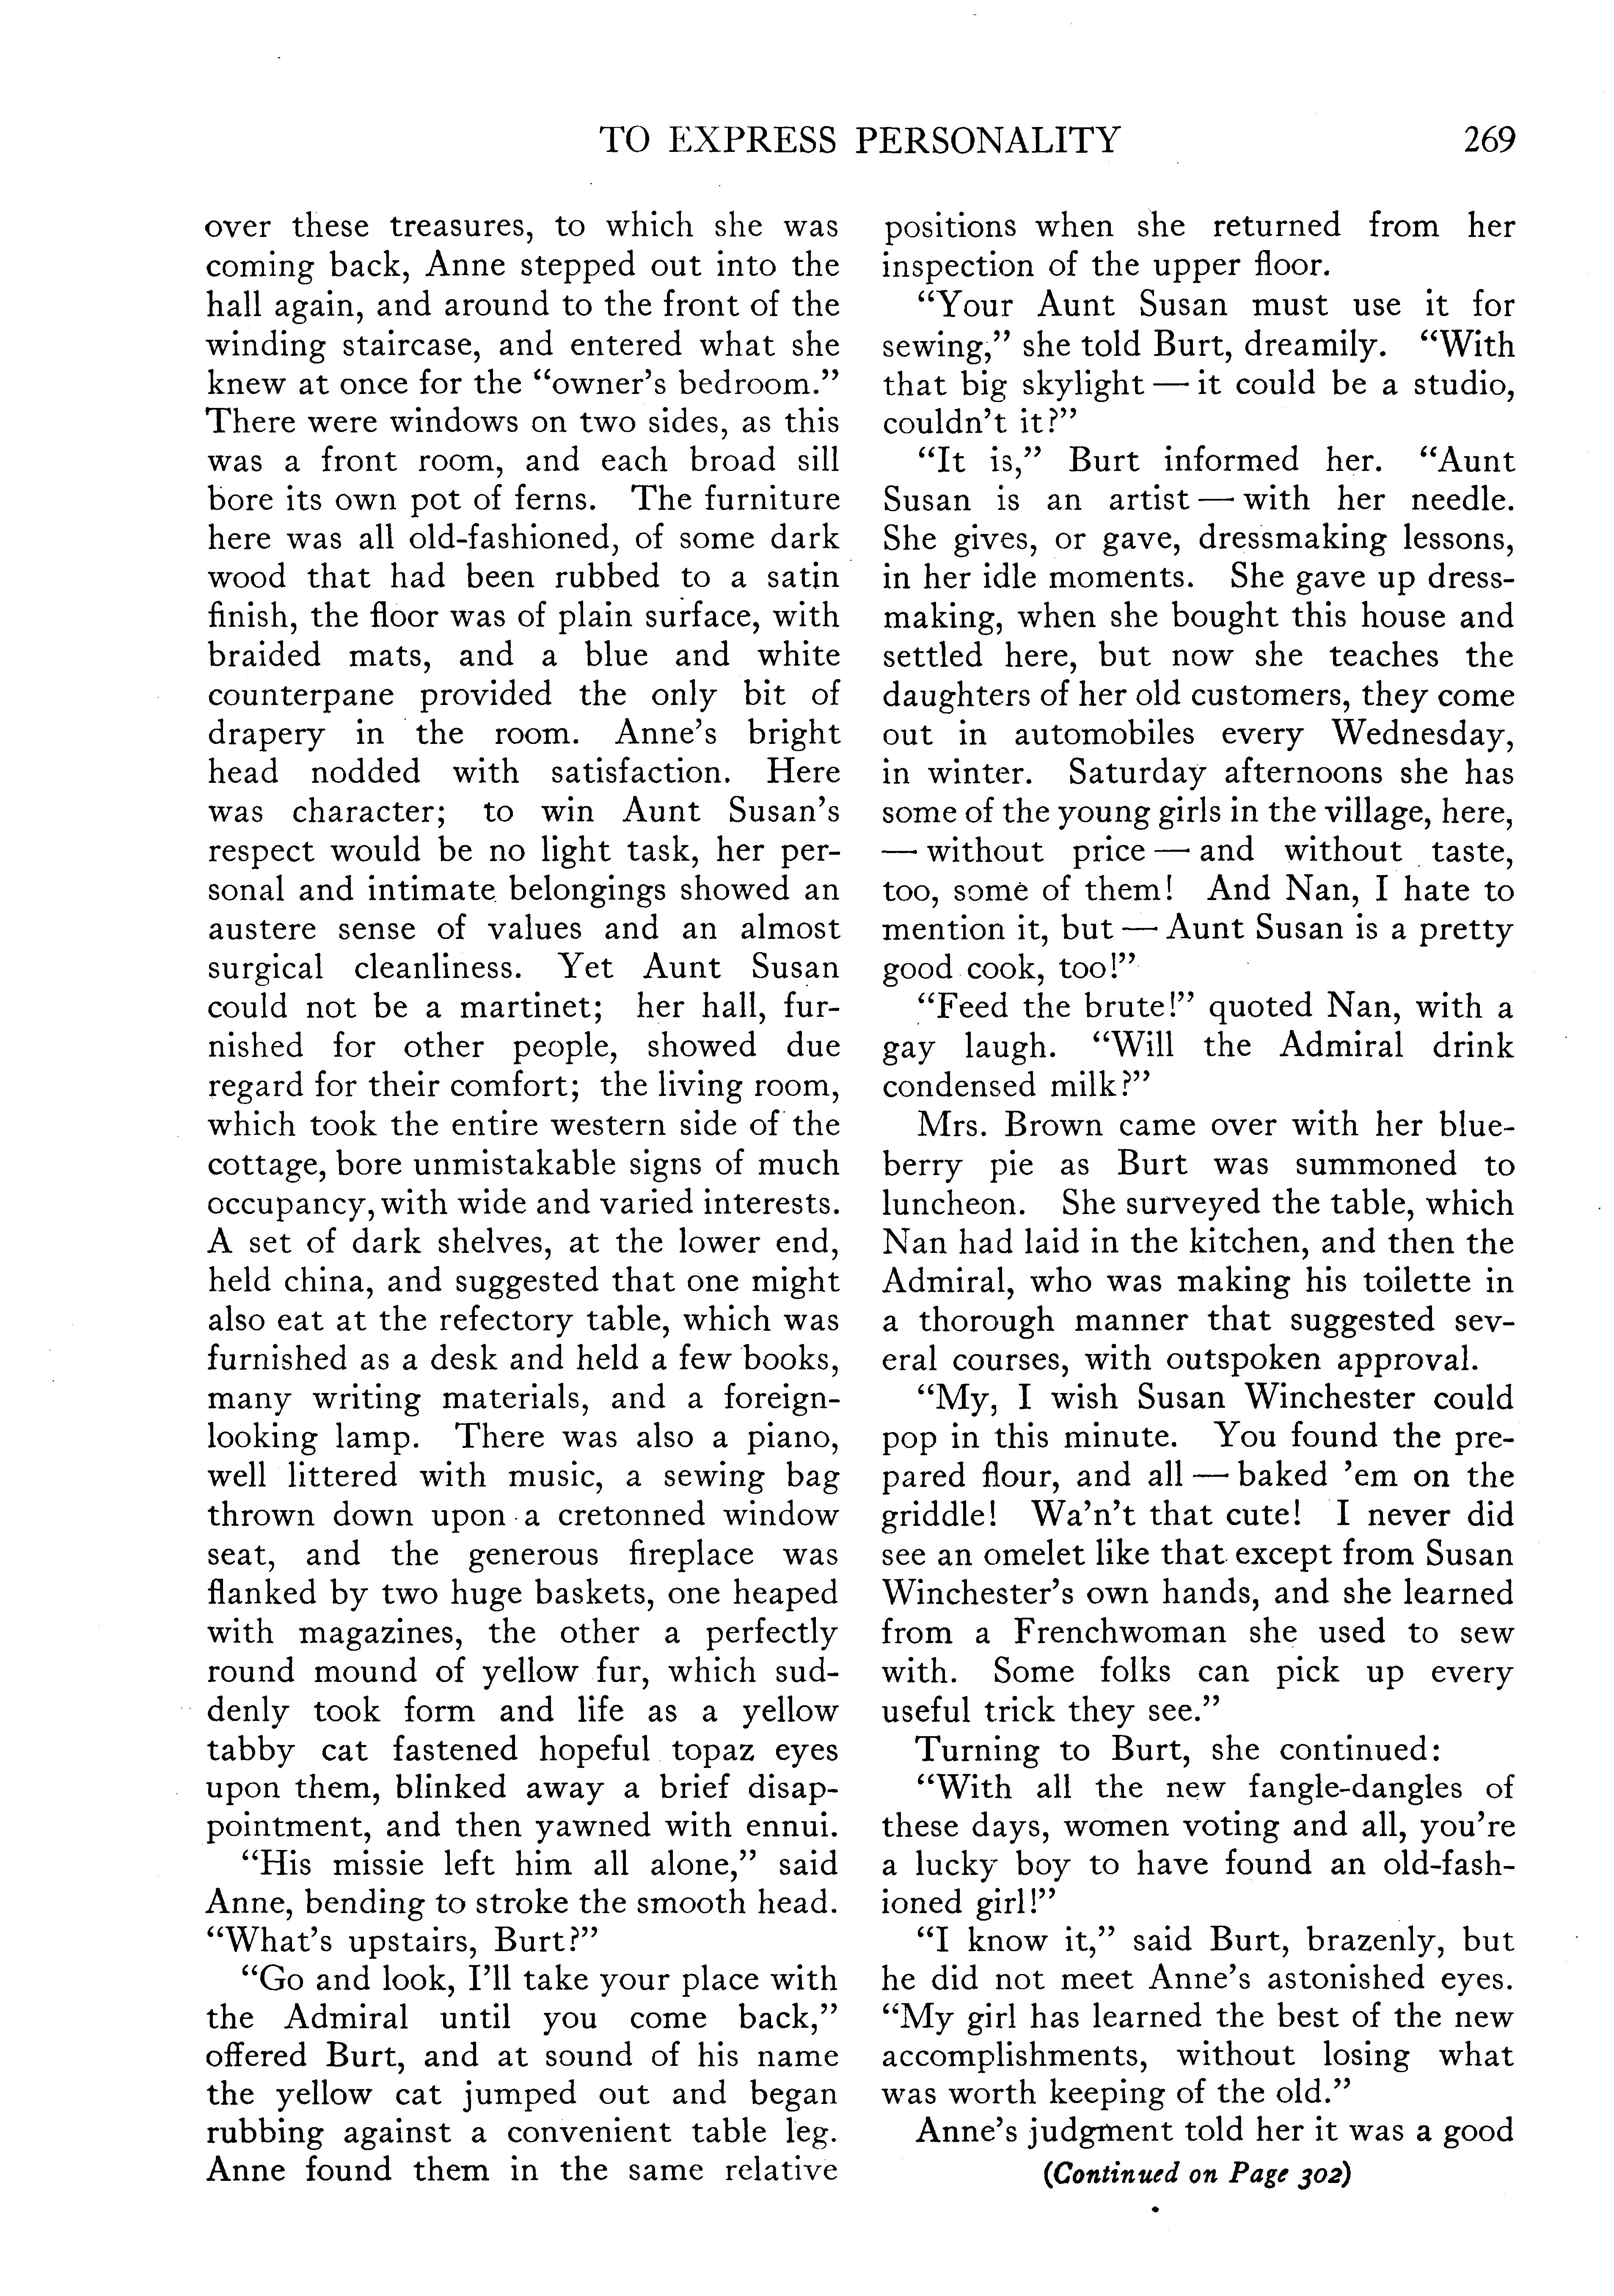 TO EXPRESS PERSONALITY
269
over these treasures, to which she was
coming back, Anne stepped out into the
hall again, and around to the front of the
winding staircase, and entered what she
knew at once for the “owner’s bedroom.”
There were windows on two sides, as this
was a front room, and each broad sill
bore its own pot of ferns. The furniture
here was all old-fashioned, of some dark
wood that had been rubbed to a satin
finish, the floor was of plain surface, with
braided mats, and a blue and white
counterpane provided the only bit of
drapery in the room. Anne’s bright
head nodded with satisfaction. Here
was character; to win Aunt Susan’s
respect would be no light task, her per-
sonal and intimate belongings showed an
austere sense of values and an almost
surgical cleanliness. Yet Aunt Susan
could not be a martinet; her hall, fur-
nished for other people, showed due
regard for their comfort; the living room,
which took the entire western side of the
cottage, bore unmistakable signs of much
occupancy, with wide and varied interests.
A set of dark shelves, at the lower end,
held china, and suggested that one might
also eat at the refectory table, which was
furnished as a desk and held a few books,
many writing materials, and a foreign-
looking lamp. There was also a piano,
well littered with music, a sewing bag
thrown down upon a cretonned window
seat, and the generous fireplace was
flanked by two huge baskets, one heaped
with magazines, the other a perfectly
round mound of yellow fur, which sud-
denly took form and life as a yellow
tabby cat fastened hopeful topaz eyes
upon them, blinked away a brief disap-
pointment, and then yawned with ennui.
“His missie left him all alone,” said
Anne, bending to stroke the smooth head.
“What’s upstairs, Burt?”
“Go and look, I’ll take your place with
the Admiral until you come back,”
offered Burt, and at sound of his name
the yellow cat jumped out and began
rubbing against a convenient table leg.
Anne found them in the same relative
positions when she returned from her
inspection of the upper floor.
“Your Aunt Susan must use it for
sewing,” she told Burt, dreamily. “With
that big skylight — it could be a studio,
couldn’t it?”
“It is,” Burt informed her. “Aunt
Susan is an artist — with her needle.
She gives, or gave, dressmaking lessons,
in her idle moments. She gave up dress-
making, when she bought this house and
settled here, but now she teaches the
daughters of her old customers, they come
out in automobiles every Wednesday,
in winter. Saturday afternoons she has
some of the young girls in the village, here,
— without price — and without taste,
too, some of them! And Nan, I hate to
mention it, but — Aunt Susan is a pretty
good cook, too!”
“Feed the brute!” quoted Nan, with a
gay laugh. “Will the Admiral drink
condensed milk?”
Mrs. Brown came over with her blue-
berry pie as Burt was summoned to
luncheon. She surveyed the table, which
Nan had laid in the kitchen, and then the
Admiral, who was making his toilette in
a thorough manner that suggested sev-
eral courses, with outspoken approval.
“My, I wish Susan Winchester could
pop in this minute. You found the pre-
pared flour, and all — baked ’em on the
griddle! Wa’n’t that cute! I never did
see an omelet like that except from Susan
Winchester’s own hands, and she learned
from a Frenchwoman she used to sew
with. Some folks can pick up every
useful trick they see.”
Turning to Burt, she continued:
“With all the new fangle-dangles of
these days, women voting and all, you’re
a lucky boy to have found an old-fash-
ioned girl!”
“I know it,” said Burt, brazenly, but
he did not meet Anne’s astonished eyes.
“My girl has learned the best of the new
accomplishments, without losing what
was worth keeping of the old.”
Anne’s judgment told her it was a good
(Continued on Page 302)